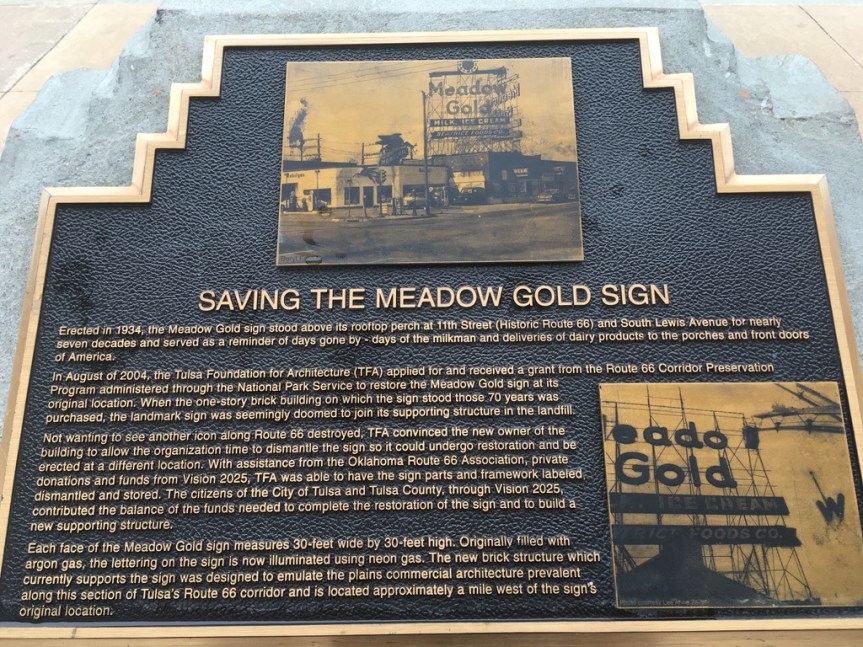 Meadow
Gold
MILK. ICE CREAM
BEATRICE FOODS CO.
SAVING THE MEADOW GOLD SIGN
Erected in 1934, the Meadow Gold sign stood above its rooftop perch at 11th Street (Historic Route 66) and South Lewis Avenue for nearly
seven decades and served as a reminder of days gone by - days of the milkman and deliveries of dairy products to the porches and front doors
of America.
In August of 2004, the Tulsa Foundation for Architecture (TFA) applied for and received a grant from the Route 66 Corridor Preservation
Program administered through the National Park Service to restore the Meadow Gold sign at its
original location. When the one-story brick building on which the sign stood those 70 years was
purchased, the landmark sign was seemingly doomed to join its supporting structure in the landfill.
Not wanting to see another icon along Route 66 destroyed, TFA convinced the new owner of the
building to allow the organization time to dismantle the sign so it could undergo restoration and be
erected at a different location. With assistance from the Oklahoma Route 66 Association, private
donations and funds from Vision 2025, TFA was able to have the sign parts and framework labeled
dismantled and stored. The citizens of the City of Tulsa and Tulsa County, through Vision 2025,
contributed the balance of the funds needed to complete the restoration of the sign and to build a
new supporting structure.
Each face of the Meadow Gold sign measures 30-feet wide by 30-feet high. Originally filled with
argon gas, the lettering on the sign is now illuminated using neon gas. The new brick structure which
currently supports the sign was designed to emulate the plains commercial architecture prevalent
along this section of Tulsa's Route 66 corridor and is located approximately a mile west of the sign's
original location.
eado
Gold
ICE CREAM
TRICE FOODS CO.
W